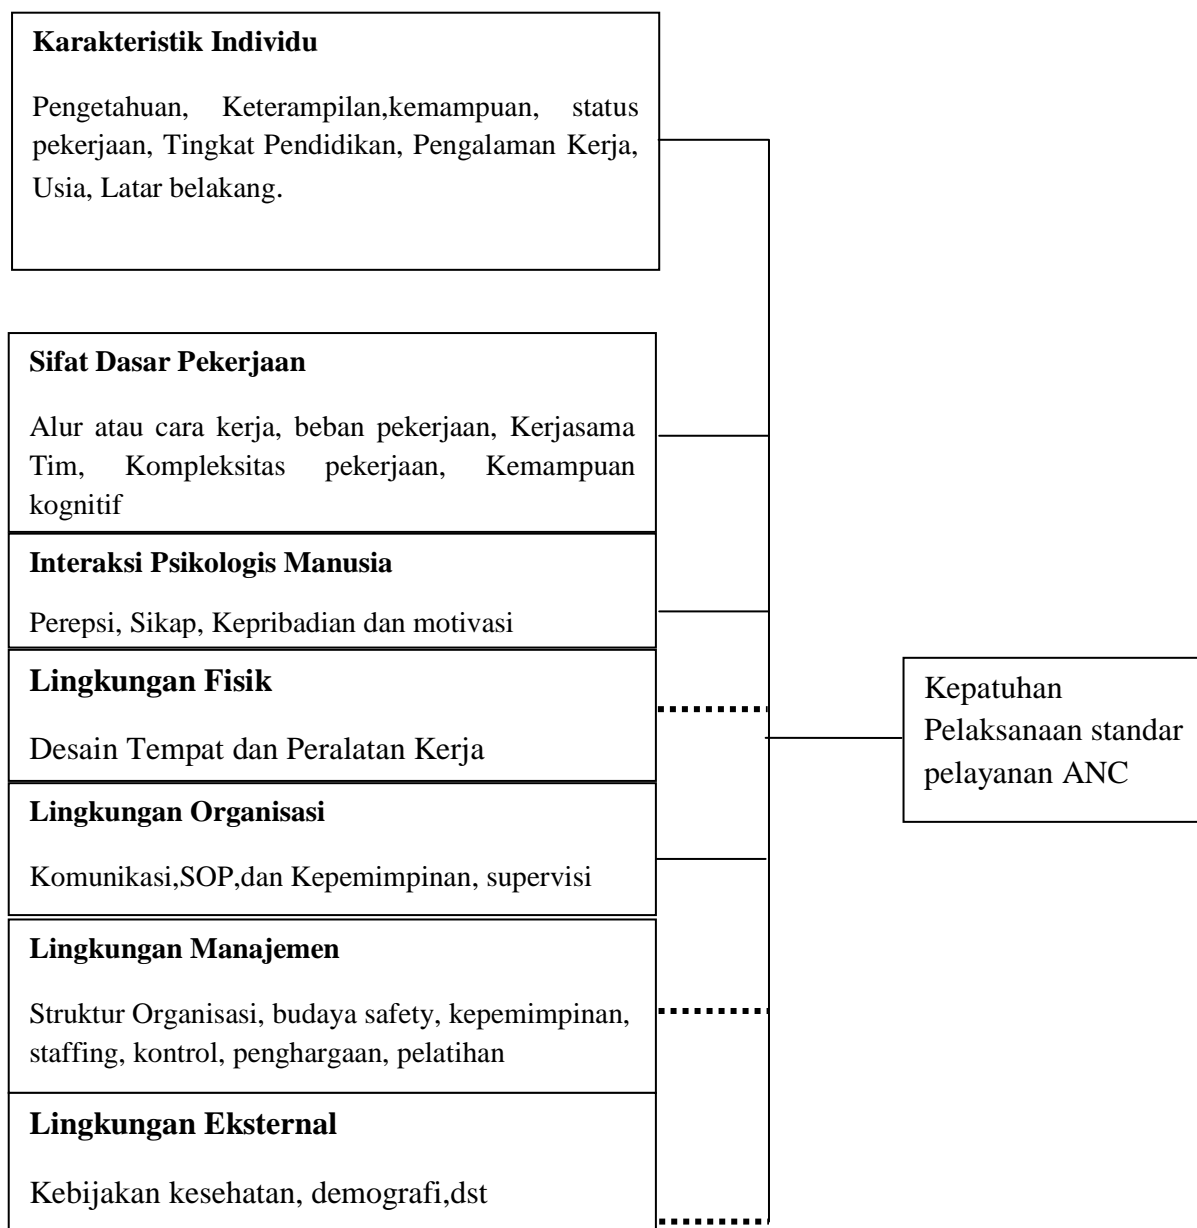 Karakteristik Individu
Pengetahuan, Keterampilan,kemampuan, status
pekerjaan, Tingkat Pendidikan, Pengalaman Kerja,
Usia, Latar belakang.
Sifat Dasar Pekerjaan
Alur atau cara kerja, beban pekerjaan, Kerjasama
Tim, Kompleksitas pekerjaan, Kemampuan
kognitif
Interaksi Psikologis Manusia
Perepsi, Sikap, Kepribadian dan motivasi
Lingkungan Fisik
Desain Tempat dan Peralatan Kerja
Lingkungan Organisasi
Komunikasi,SOP,dan Kepemimpinan, supervisi
Lingkungan Manajemen
Struktur Organisasi, budaya safety, kepemimpinan,
staffing, kontrol, penghargaan, pelatihan
Lingkungan Eksternal
Kebijakan kesehatan, demografi,dst
Kepatuhan
Pelaksanaan standar
pelayanan ANC